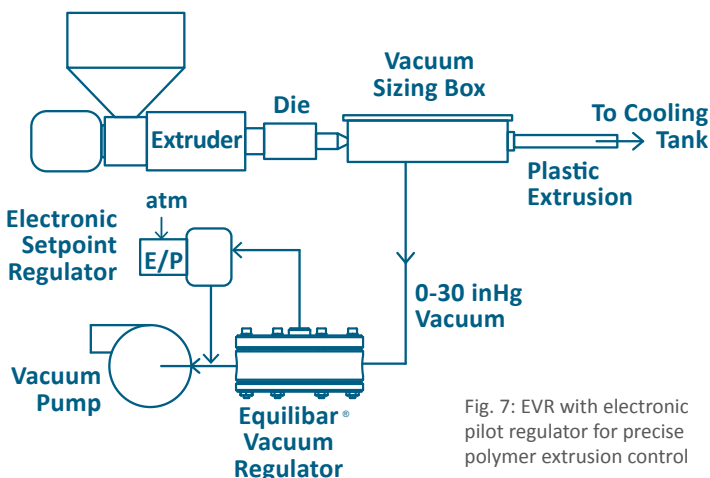 Vacuum
Sizing Box
Die
Extruder
To Cooling
Tank
Plastic
Extrusion
atm
Electronic
Setpoint
Regulator
E/P
0-30 inHg
Vacuum
Vacuum
Pump
Equilibar®
Vacuum
Regulator
Fig. 7: EVR with electronic
pilot regulator for precise
polymer extrusion control